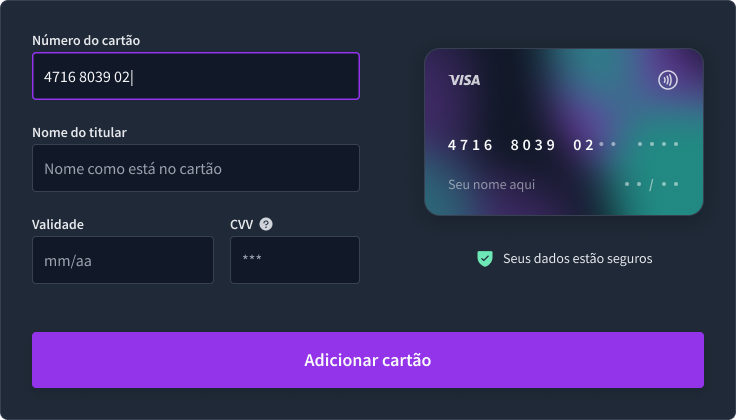 Número do cartão
4716 8039 02
Nome do titular
Nome como está no cartão
Validade
CVV ?
mm/aa
***
VISA
4716 8039 02•• ••••
Seu nome aqui
••/••
Seus dados estão seguros
Adicionar cartão